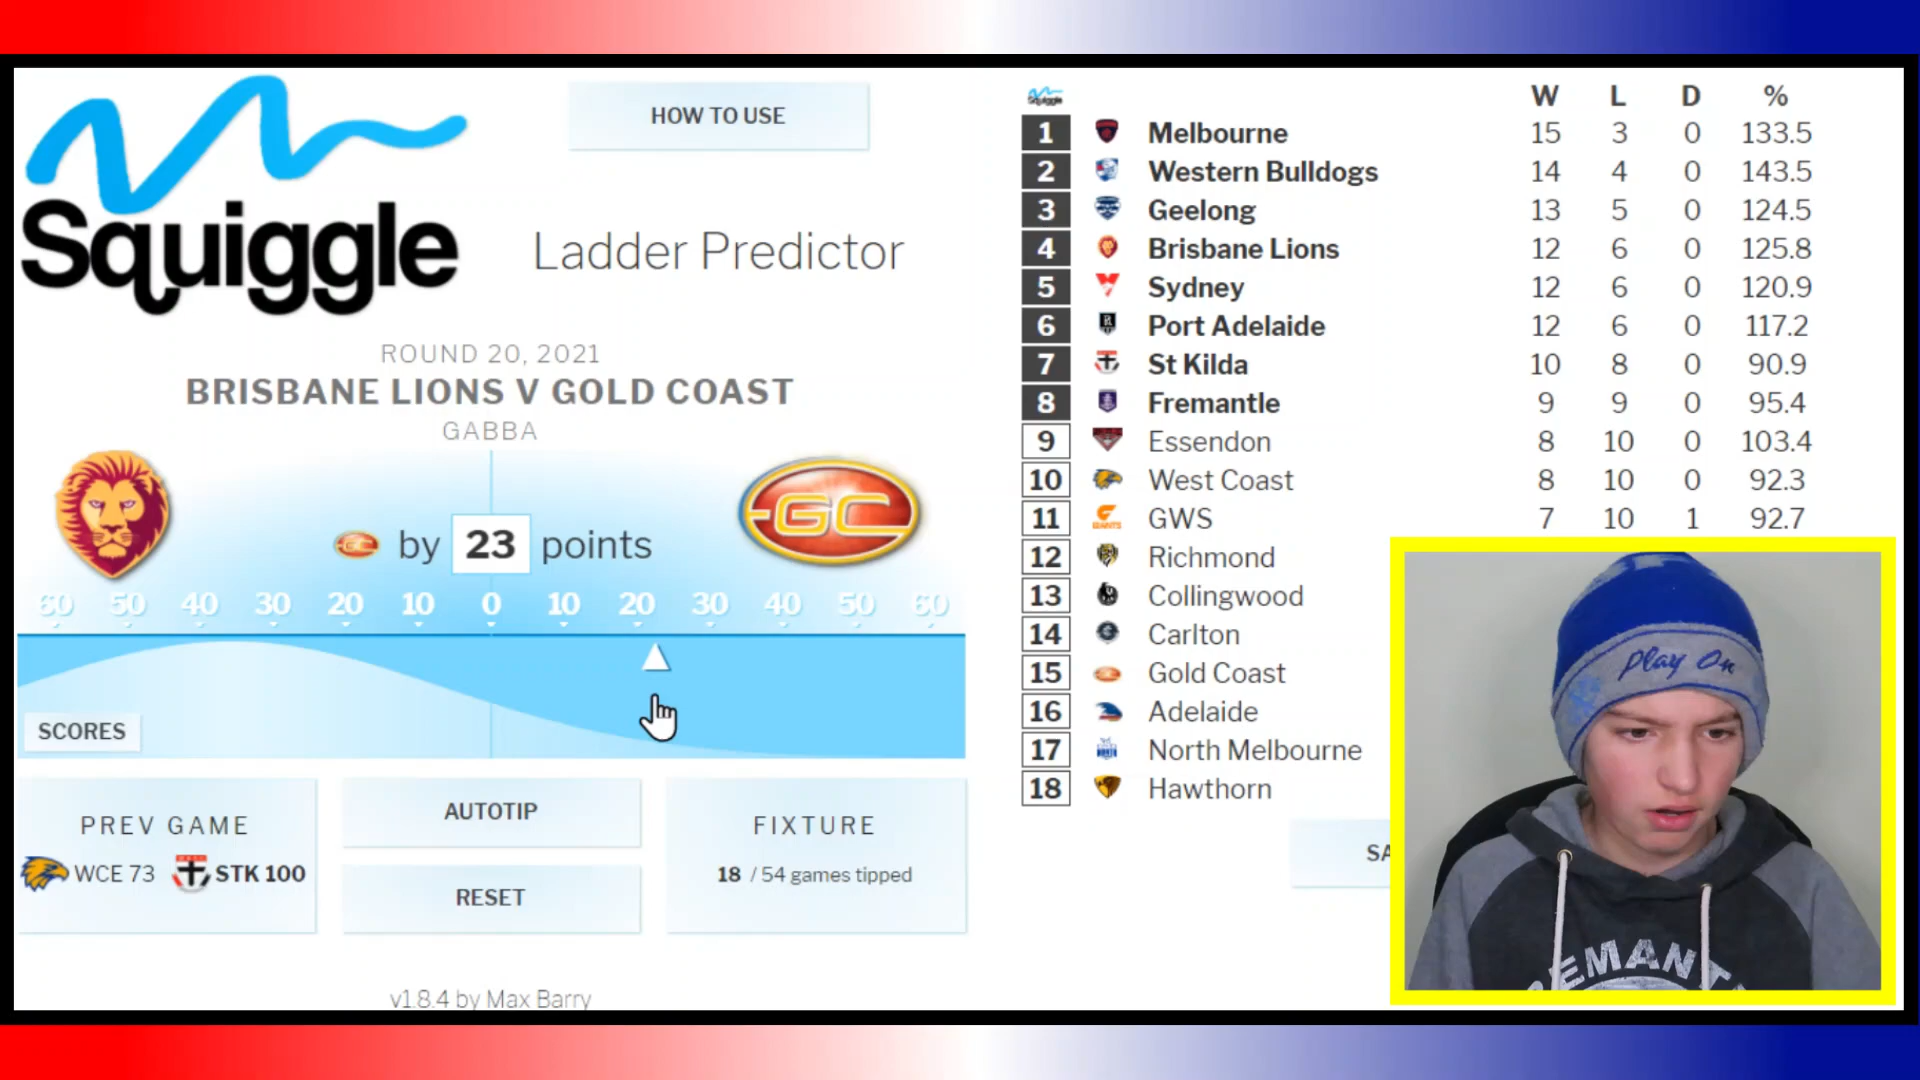 Squiggle
HOW TO USE
Ladder Predictor
ROUND 20, 2021
BRISBANE LIONS V GOLD COAST
GABBA
GC by 23 points
GC
60 50 40 30 20 10 0 10 20 30 40 50 60
SCORES
PREV GAME
WCE 73 STK 100
AUTOTIP
RESET
FIXTURE
18 / 54 games tipped
v1.8.4 by Max Barry
Squiggle W L D %
1 Melbourne 15 3 0 133.5
2 Western Bulldogs 14 4 0 143.5
3 Geelong 13 5 0 124.5
4 Brisbane Lions 12 6 0 125.8
5 Sydney 12 6 0 120.9
6 Port Adelaide 12 6 0 117.2
7 St Kilda 10 8 0 90.9
8 Fremantle 9 9 0 95.4
9 Essendon 8 10 0 103.4
10 West Coast 8 10 0 92.3
11 GWS 7 10 1 92.7
12 Richmond
13 Collingwood
14 Carlton
15 Gold Coast
16 Adelaide
17 North Melbourne
18 Hawthorn
SA
Play On
EMANT